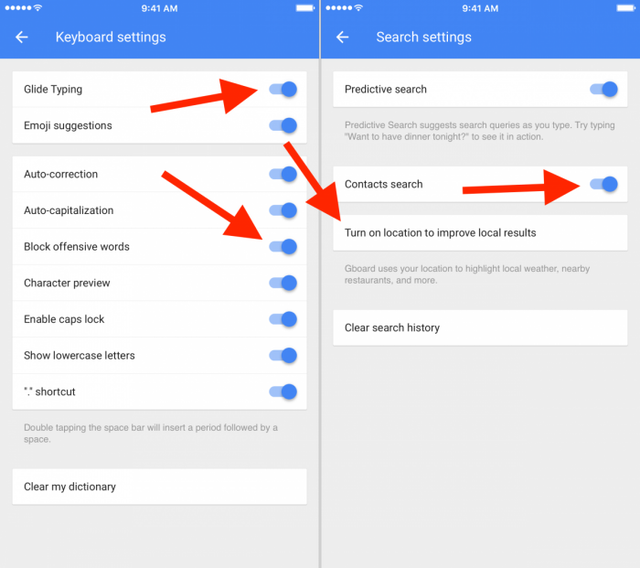 9:41 AM
Keyboard settings
Glide Typing
Emoji suggestions
Auto-correction
Auto-capitalization
Block offensive words
Character preview
Enable caps lock
Show lowercase letters
"." shortcut
Double tapping the space bar will insert a period followed by a
space.
Clear my dictionary
9:41 AM
Search settings
Predictive search
Predictive Search suggests search queries as you type. Try typing
"Want to have dinner tonight?" to see it in action.
Contacts search
Turn on location to improve local results
Gboard uses your location to highlight local weather, nearby
restaurants, and more.
Clear search history